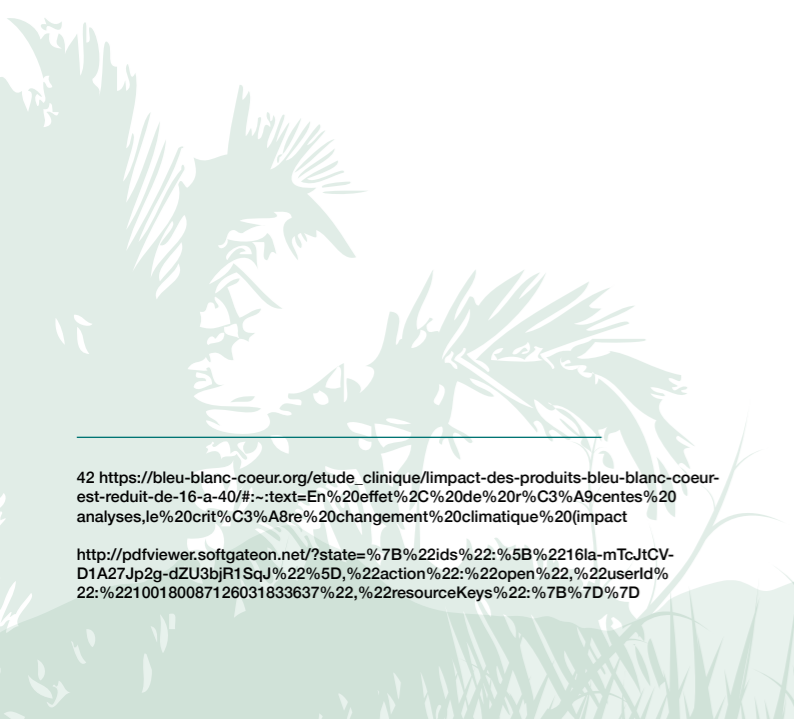 42 https://bleu-blanc-coeur.org/etude_clinique/limpact-des-produits-bleu-blanc-coeur-
est-reduit-de-16-a-40/#:~:text=En%20effet%2C%20de%20r%C3%A9centes%20
analyses,le%20crit%C3%A8re%20changement%20climatique%20(impact
http://pdfviewer.softgateon.net/?state=%7B%22ids%22:%5B%2216la-mTcJtCV-
D1A27Jp2g-dZU3bjR1SqJ%22%5D,%22action%22:%22open%22,%22userId%
22:%22100180087126031833637%22,%22resourceKeys%22:%7B%7D%7D